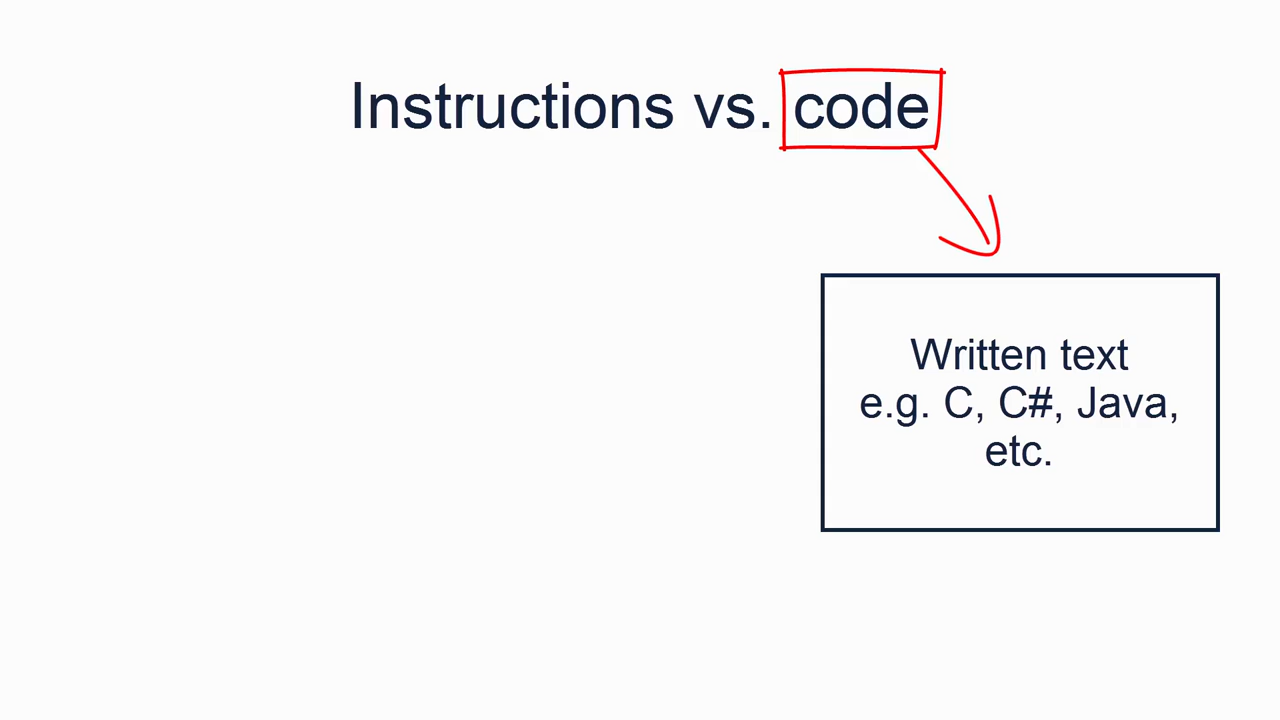 Instructions vs. code
Written text
e.g. C, C#, Java,
etc.